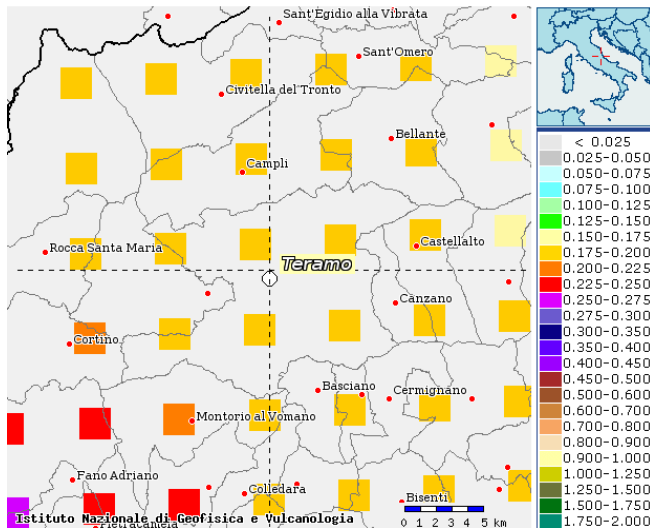 Sant'Egidio alla Vibrata
Sant'Omero
Civitella del Tronto
Bellante
Campli
Rocca Santa Maria
Castellalto
Teramo
Canzano
Cortino
Basciano
Cermignano
Montorio al Vomano
Fano Adriano
Colledara
Bisenti
Pietracamela
Istituto Nazionale di Geofisica e Vulcanologia
0 1 2 3 4 5 km
< 0.025
0.025-0.050
0.050-0.075
0.075-0.100
0.100-0.125
0.125-0.150
0.150-0.175
0.175-0.200
0.200-0.225
0.225-0.250
0.250-0.275
0.275-0.300
0.300-0.350
0.350-0.400
0.400-0.450
0.450-0.500
0.500-0.600
0.600-0.700
0.700-0.800
0.800-0.900
0.900-1.000
1.000-1.250
1.250-1.500
1.500-1.750
1.750-2.000